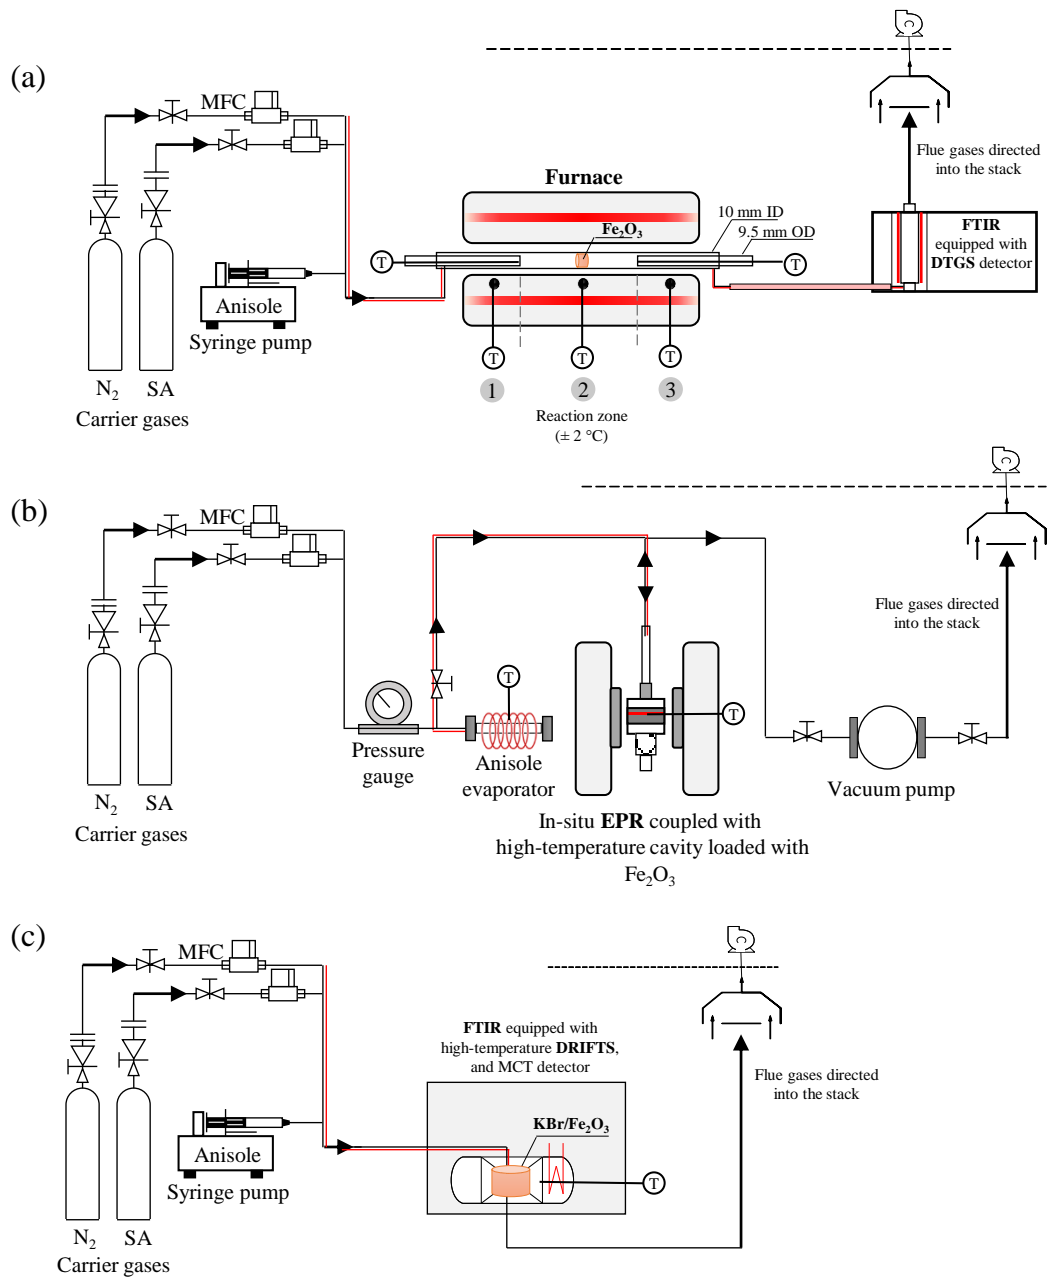 (a)
MFC
Flue gases directed
into the stack
Furnace
Fe₂O₃
10 mm ID
9.5 mm OD
FTIR
equipped with
DTGS detector
T
T
Anisole
Syringe pump
T
T
T
1
2
3
N₂
SA
Carrier gases
Reaction zone
(± 2 °C)
(b)
MFC
Flue gases directed
into the stack
T
T
Pressure
gauge
Anisole
evaporator
Vacuum pump
N₂
SA
Carrier gases
In-situ EPR coupled with
high-temperature cavity loaded with
Fe₂O₃
(c)
MFC
FTIR equipped with
high-temperature DRIFTS,
and MCT detector
Flue gases directed
into the stack
KBr/Fe₂O₃
Anisole
Syringe pump
T
N₂
SA
Carrier gases